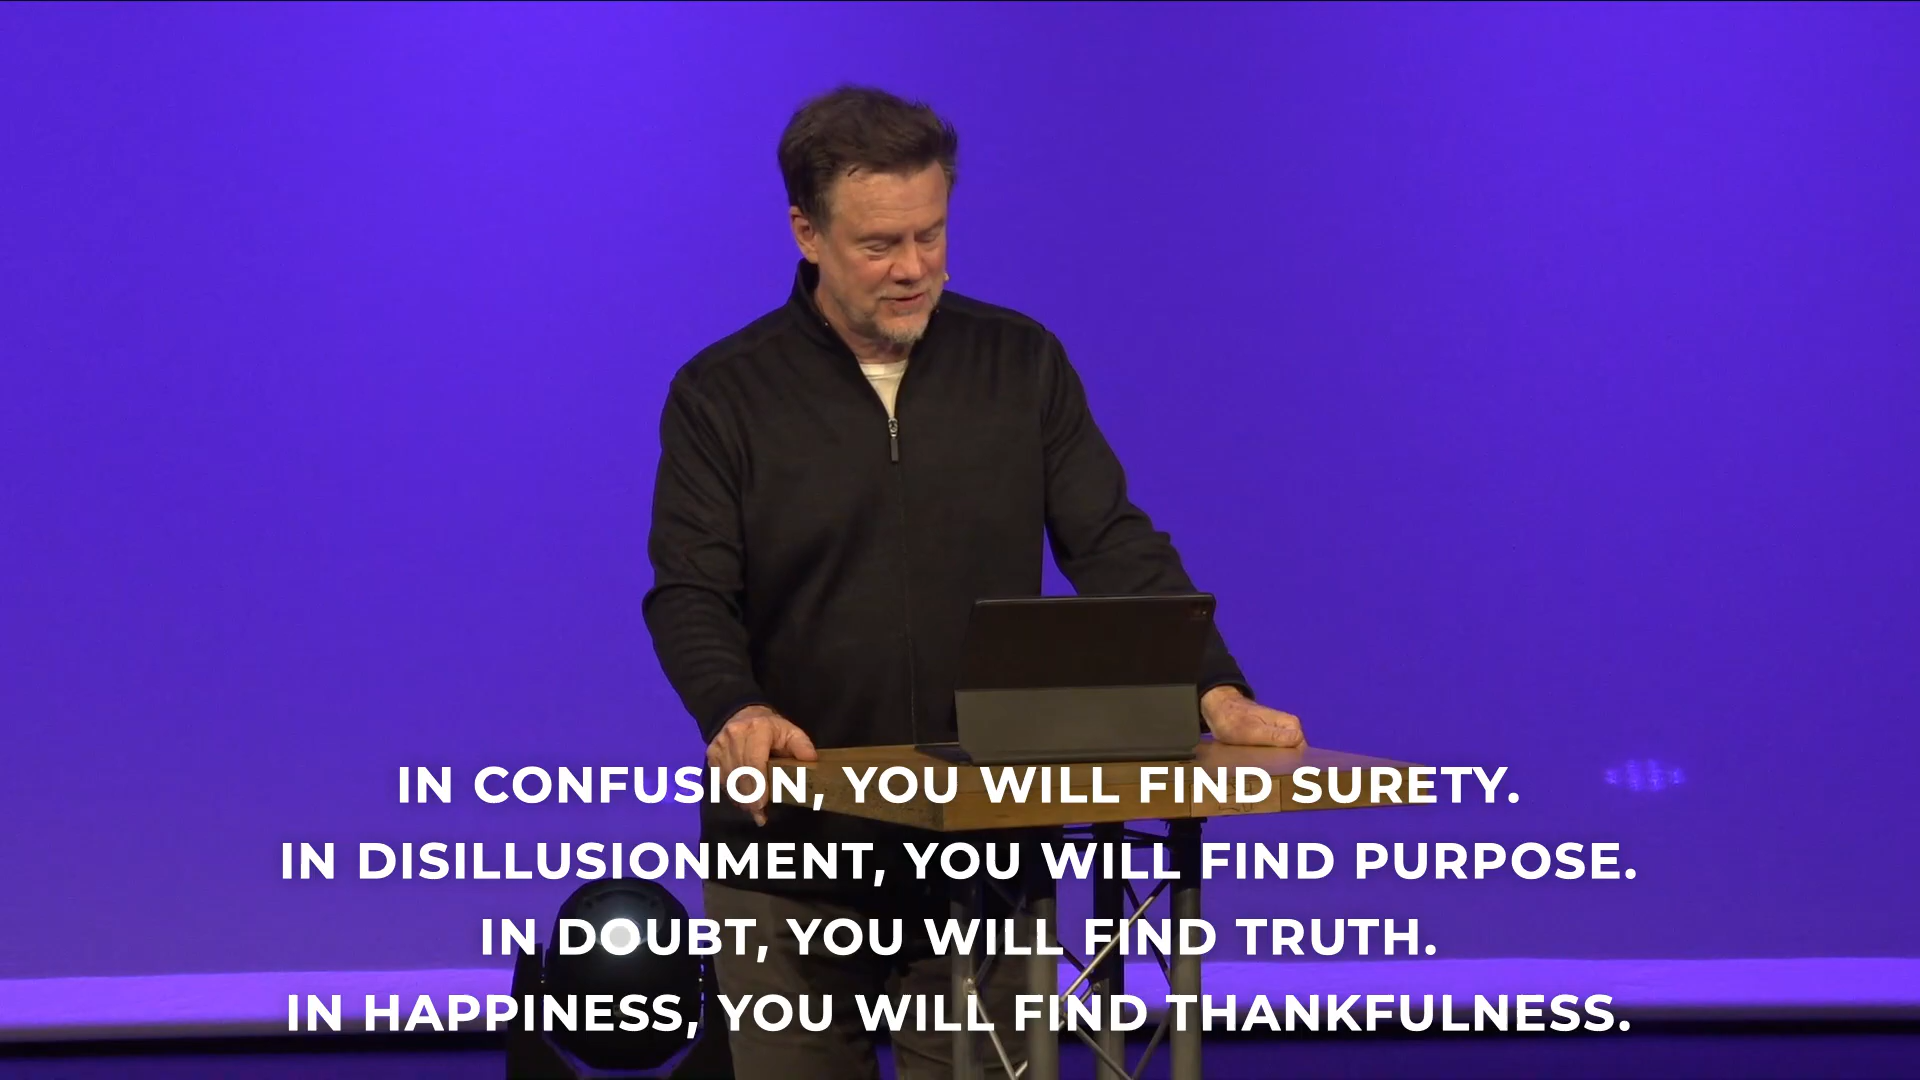 IN CONFUSION, YOU WILL FIND SURETY.
IN DISILLUSIONMENT, YOU WILL FIND PURPOSE.
IN DOUBT, YOU WILL FIND TRUTH.
IN HAPPINESS, YOU WILL FIND THANKFULNESS.